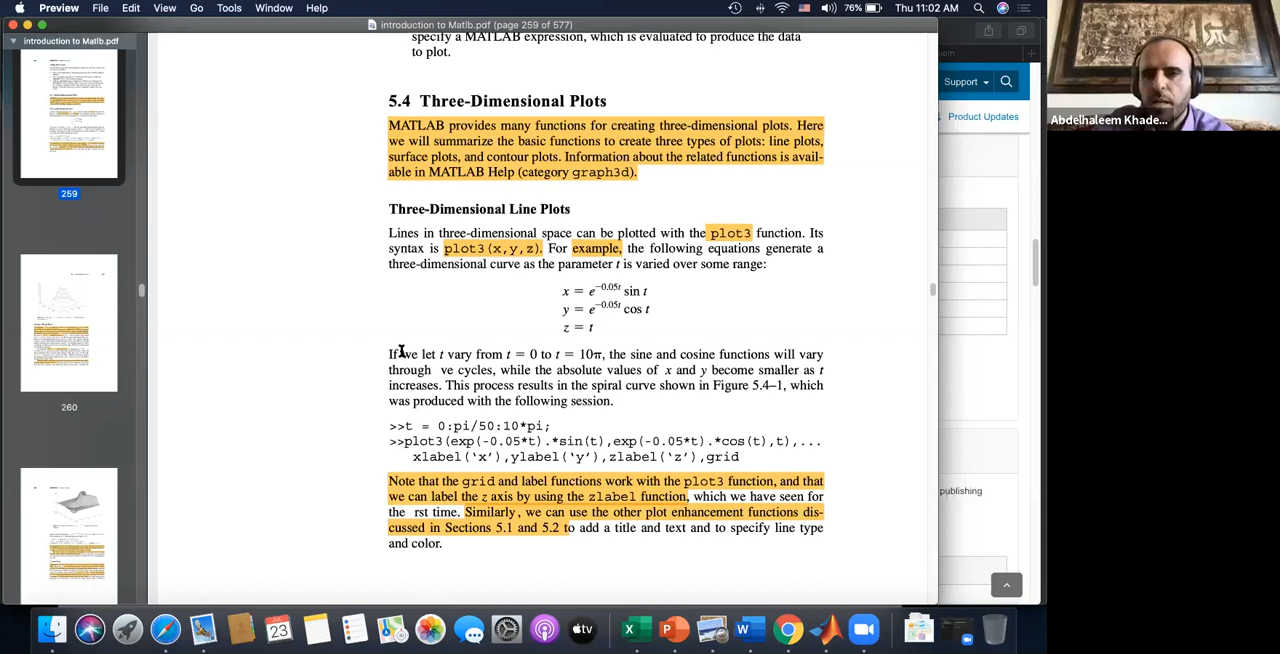 Preview File Edit View Go Tools Window Help
76% Thu 11:02 AM
introduction to Matlb.pdf (page 259 of 577)
introduction to Matlb.pdf
259
260
specify a MATLAB expression, which is evaluated to produce the data
to plot.
5.4 Three-Dimensional Plots
MATLAB provides many functions for creating three-dimensional plots. Here
we will summarize the basic functions to create three types of plots: line plots,
surface plots, and contour plots. Information about the related functions is avail-
able in MATLAB Help (category graph3d).
Three-Dimensional Line Plots
Lines in three-dimensional space can be plotted with the plot3 function. Its
syntax is plot3(x,y,z). For example, the following equations generate a
three-dimensional curve as the parameter t is varied over some range:
x = e^−0.05t sin t
y = e^−0.05t cos t
z = t
If we let t vary from t = 0 to t = 10π, the sine and cosine functions will vary
through ve cycles, while the absolute values of x and y become smaller as t
increases. This process results in the spiral curve shown in Figure 5.4–1, which
was produced with the following session.
>>t = 0:pi/50:10*pi;
>>plot3(exp(-0.05*t).*sin(t),exp(-0.05*t).*cos(t),t),...
xlabel(‘x’),ylabel(‘y’),zlabel(‘z’),grid
Note that the grid and label functions work with the plot3 function, and that
we can label the z axis by using the zlabel function, which we have seen for
the rst time. Similarly, we can use the other plot enhancement functions dis-
cussed in Sections 5.1 and 5.2 to add a title and text and to specify line type
and color.
Support
Product Updates
publishing
Abdelhaleem Khade...
JUL
23
tv
X
P
W